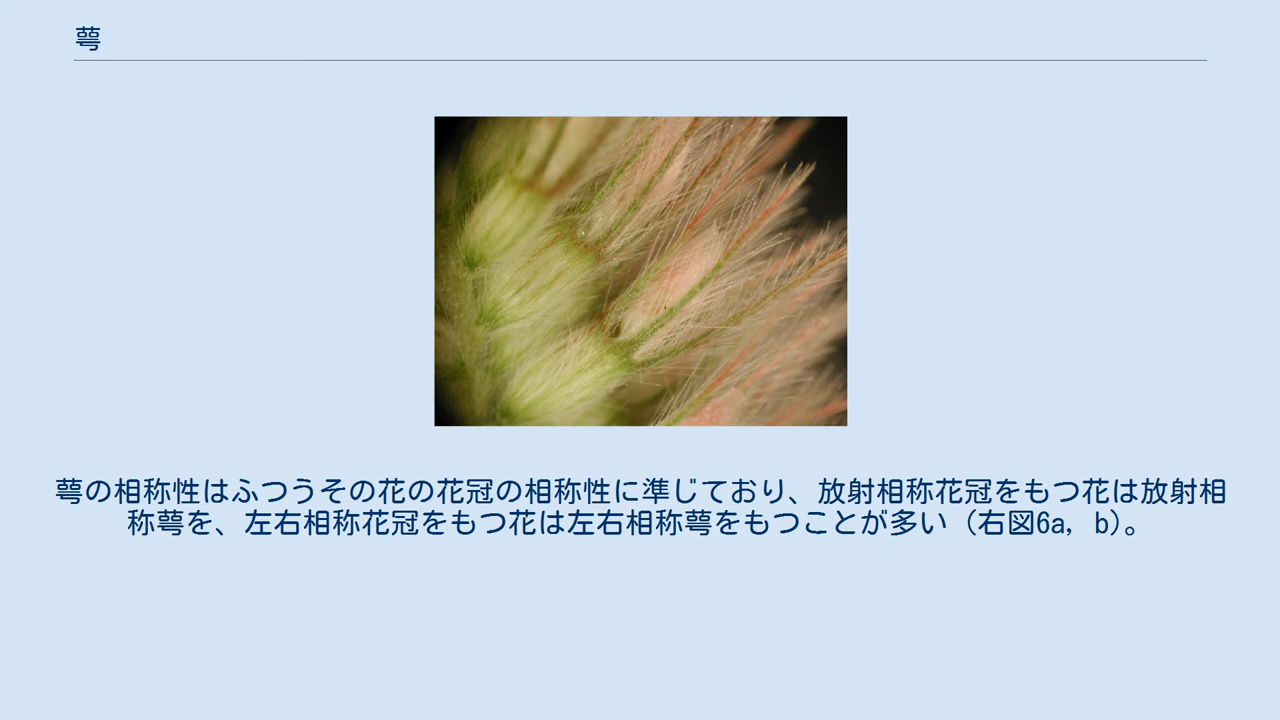 萼
萼の相称性はふつうその花の花冠の相称性に準じており、放射相称花冠をもつ花は放射相
称萼を、左右相称花冠をもつ花は左右相称萼をもつことが多い (右図6a, b)。